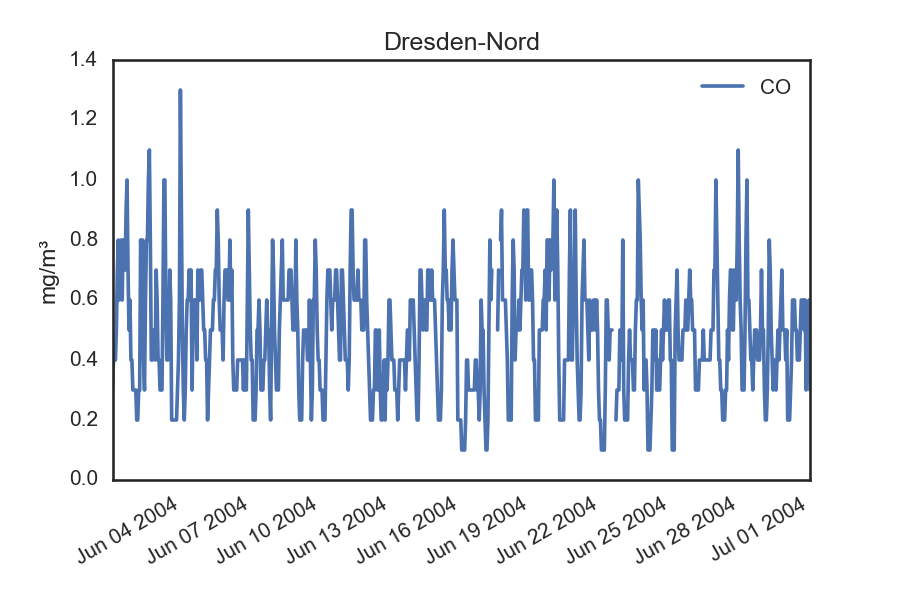 Dresden-Nord
CO
mg/m³
1.4
1.2
1.0
0.8
0.6
0.4
0.2
0.0
Jun 04 2004
Jun 07 2004
Jun 10 2004
Jun 13 2004
Jun 16 2004
Jun 19 2004
Jun 22 2004
Jun 25 2004
Jun 28 2004
Jul 01 2004